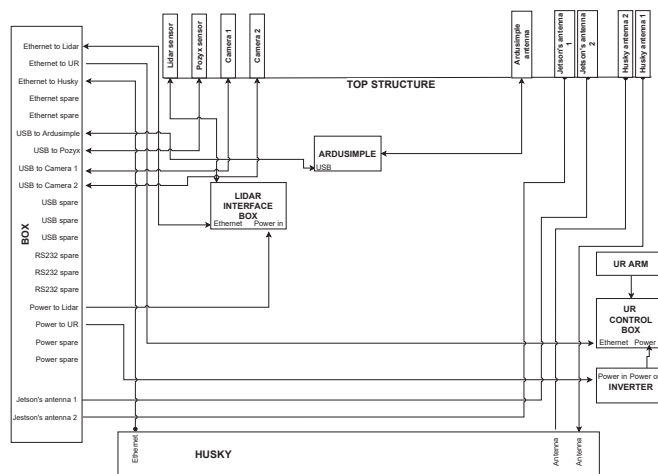 Lidar sensor
Pozyx sensor
Camera 1
Camera 2
Ardusimple
antenna
Jetson's antenna
1
Jetson's antenna
2
Husky antenna 2
Husky antenna 1
TOP STRUCTURE
BOX
Ethernet to Lidar
Ethernet to UR
Ethernet to Husky
Ethernet spare
Ethernet spare
USB to Ardusimple
USB to Pozyx
USB to Camera 1
USB to Camera 2
USB spare
USB spare
USB spare
RS232 spare
RS232 spare
RS232 spare
Power to Lidar
Power to UR
Power spare
Power spare
Jetson's antenna 1
Jestson's antenna 2
ARDUSIMPLE
USB
LIDAR
INTERFACE
BOX
Ethernet Power in
UR ARM
UR
CONTROL
BOX
Ethernet Power
Power in Power o
INVERTER
Ethernet
HUSKY
Antenna
Antenna